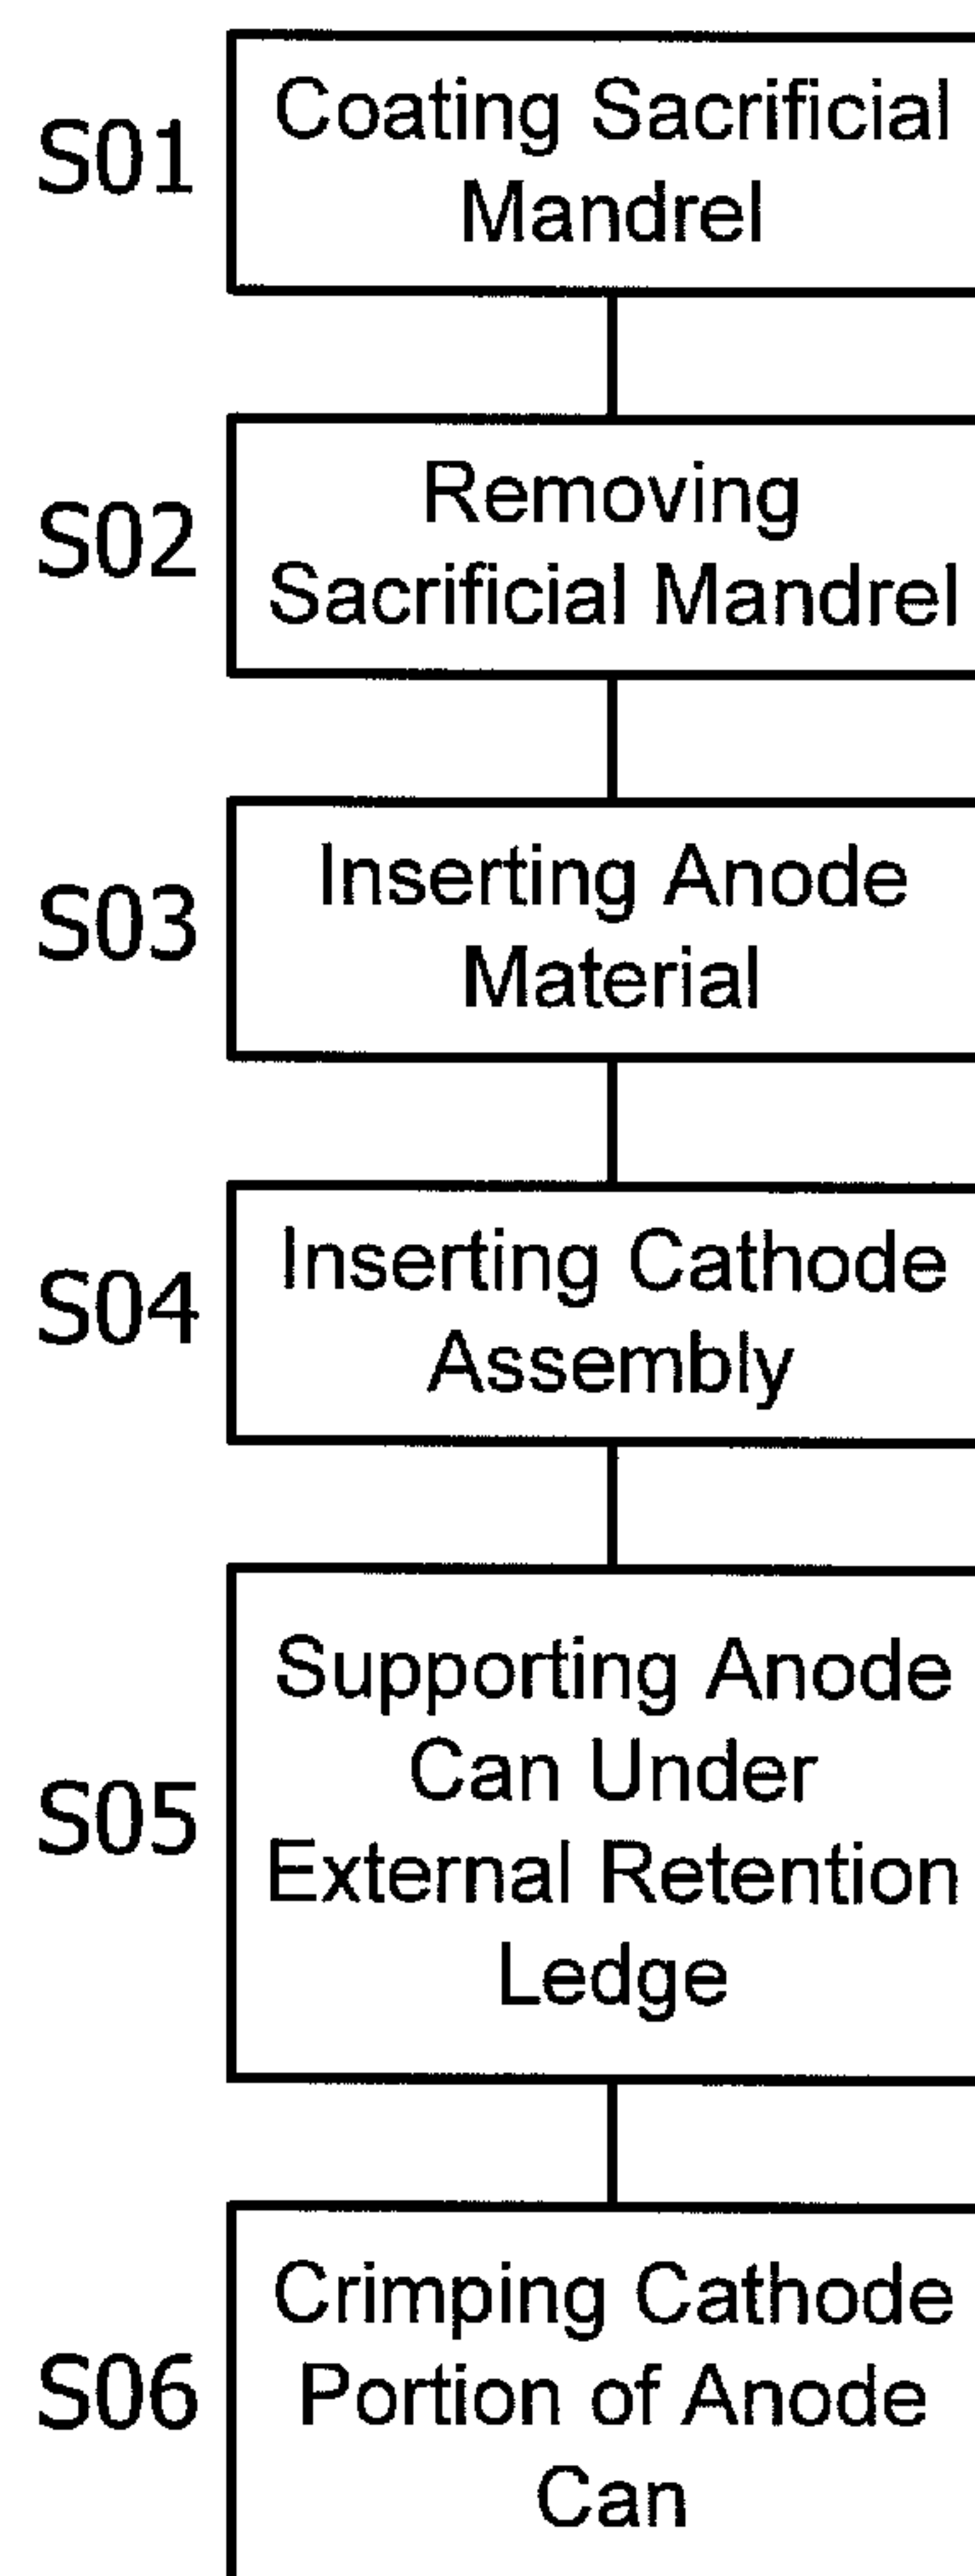 S01
Coating Sacrificial
Mandrel
S02
Removing
Sacrificial Mandrel
S03
Inserting Anode
Material
S04
Inserting Cathode
Assembly
S05
Supporting Anode
Can Under
External Retention
Ledge
S06
Crimping Cathode
Portion of Anode
Can